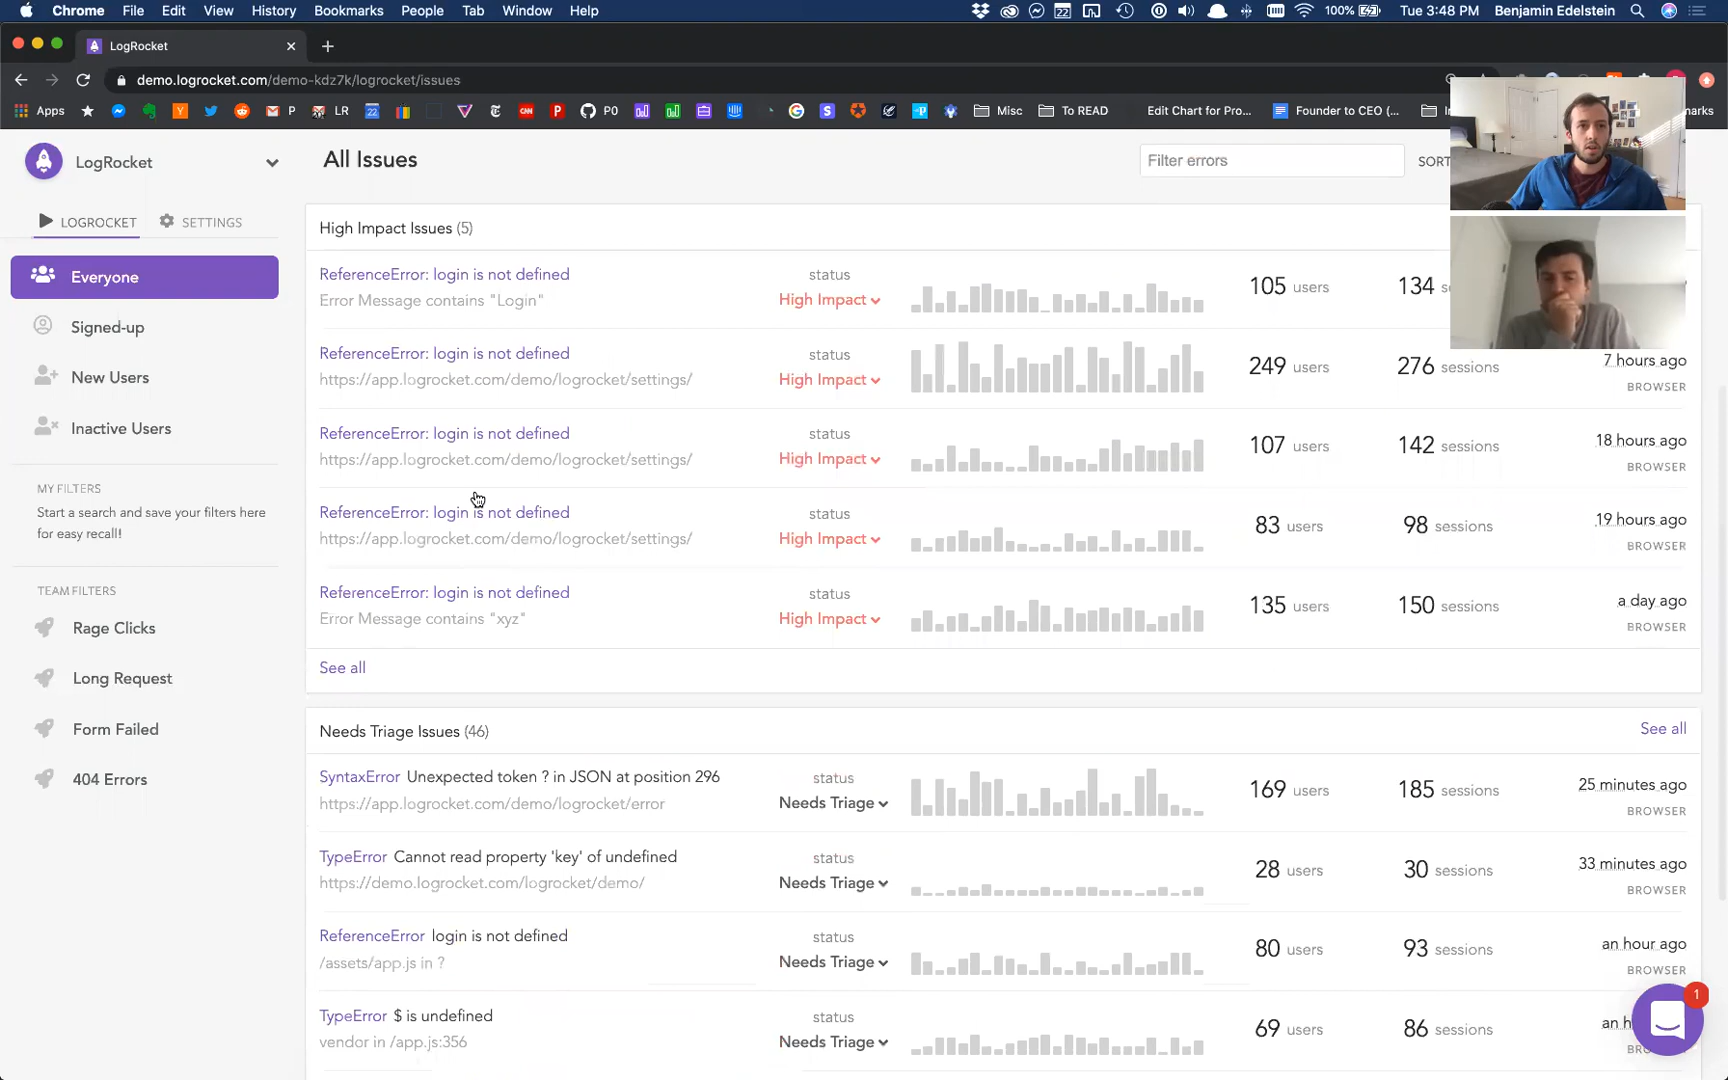 Chrome File Edit View History Bookmarks People Tab Window Help
22 100% Tue 3:48 PM Benjamin Edelstein
LogRocket
demo.logrocket.com/demo-kdz7k/logrocket/issues
Apps P LR 22 CNN P0 Misc To READ Edit Chart for Pro... Founder to CEO (...
LogRocket
All Issues
Filter errors
SORT
LOGROCKET SETTINGS
High Impact Issues (5)
Everyone
Signed-up
New Users
Inactive Users
MY FILTERS
Start a search and save your filters here
for easy recall!
TEAM FILTERS
Rage Clicks
Long Request
Form Failed
404 Errors
ReferenceError: login is not defined
Error Message contains "Login"
status
High Impact
105 users
134
ReferenceError: login is not defined
https://app.logrocket.com/demo/logrocket/settings/
status
High Impact
249 users
276 sessions
7 hours ago
BROWSER
ReferenceError: login is not defined
https://app.logrocket.com/demo/logrocket/settings/
status
High Impact
107 users
142 sessions
18 hours ago
BROWSER
ReferenceError: login is not defined
https://app.logrocket.com/demo/logrocket/settings/
status
High Impact
83 users
98 sessions
19 hours ago
BROWSER
ReferenceError: login is not defined
Error Message contains "xyz"
status
High Impact
135 users
150 sessions
a day ago
BROWSER
See all
Needs Triage Issues (46)
See all
SyntaxError Unexpected token ? in JSON at position 296
https://app.logrocket.com/demo/logrocket/error
status
Needs Triage
169 users
185 sessions
25 minutes ago
BROWSER
TypeError Cannot read property 'key' of undefined
https://demo.logrocket.com/logrocket/demo/
status
Needs Triage
28 users
30 sessions
33 minutes ago
BROWSER
ReferenceError login is not defined
/assets/app.js in ?
status
Needs Triage
80 users
93 sessions
an hour ago
BROWSER
TypeError $ is undefined
vendor in /app.js:356
status
Needs Triage
69 users
86 sessions
an h
1